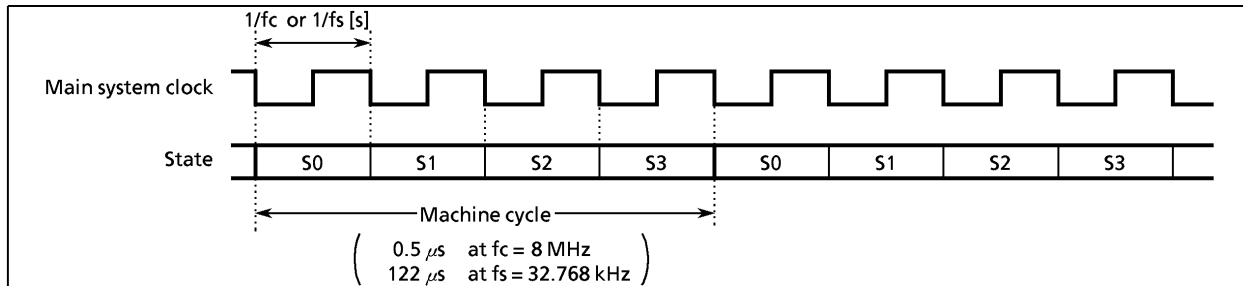 1/fc or 1/fs [s]
Main system clock
State
S0 S1 S2 S3 S0 S1 S2 S3
Machine cycle
0.5 μs at fc = 8 MHz
122 μs at fs = 32.768 kHz